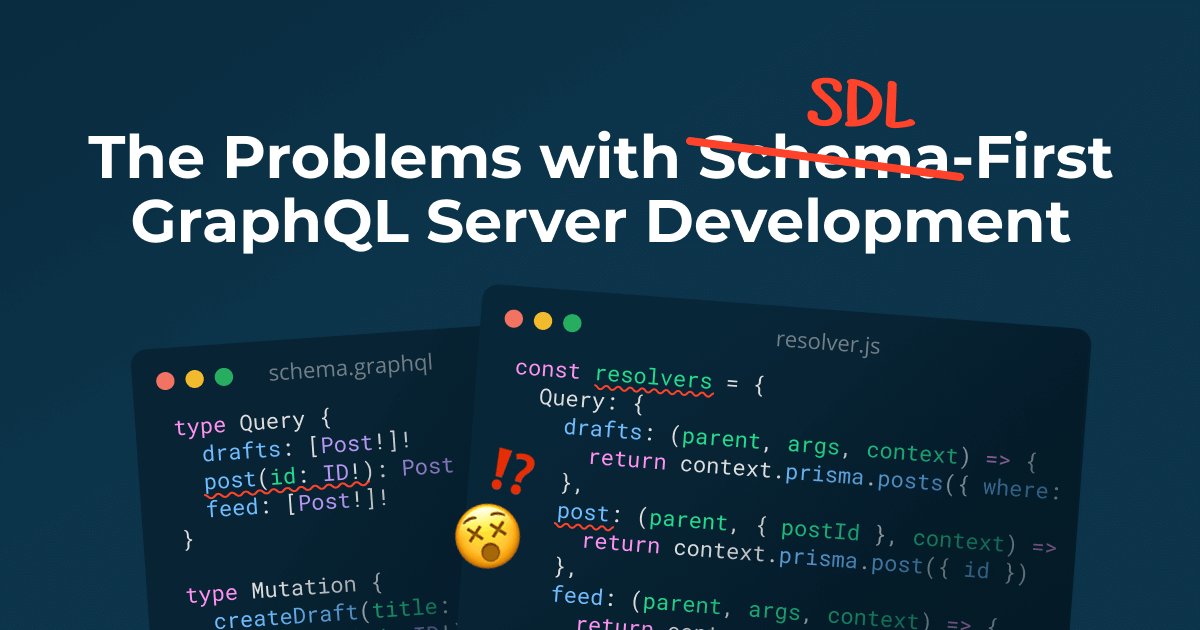 SDL
The Problems with Schema-First
GraphQL Server Development
schema.graphql
type Query {
drafts: [Post!]!
post(id: ID!): Post
feed: [Post!]!
}
type Mutation {
createDraft(title:
resolver.js
const resolvers = {
Query: {
drafts: (parent, args, context) => {
return context.prisma.posts({ where:
},
post: (parent, { postId }, context) =>
return context.prisma.post({ id })
},
feed: (parent, args, context) => {
return